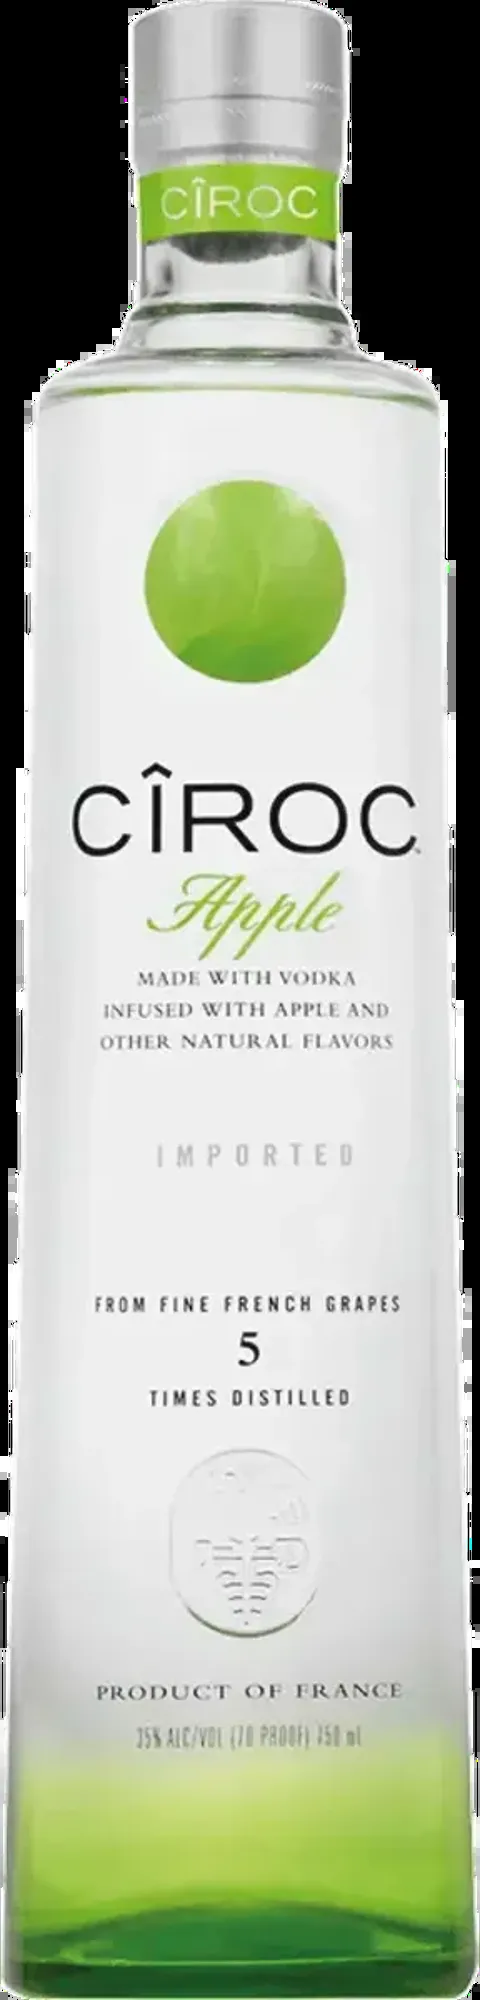 CÎROC
CÎROC
Apple
MADE WITH VODKA
INFUSED WITH APPLE AND
OTHER NATURAL FLAVORS
IMPORTED
FROM FINE FRENCH GRAPES
5
TIMES DISTILLED
PRODUCT OF FRANCE
35% ALC/VOL (70 PROOF) 750 ml